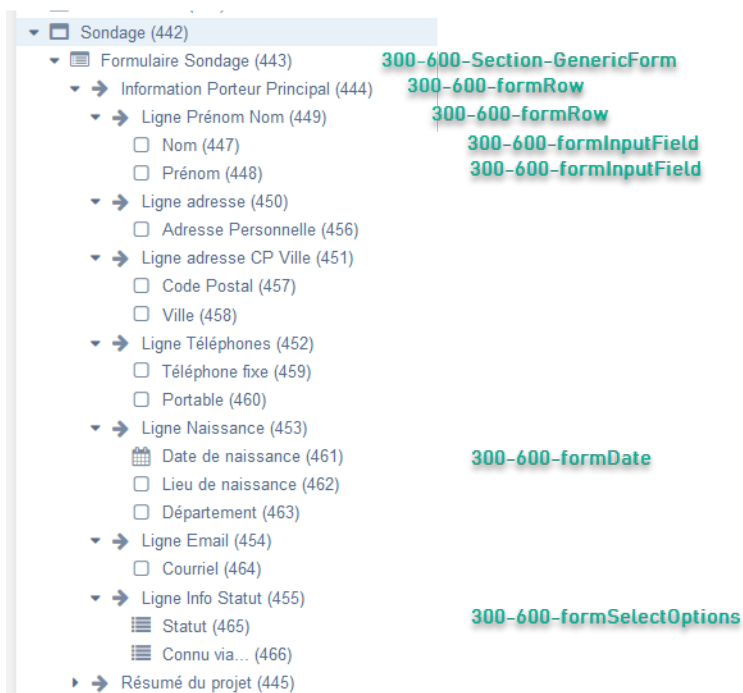 Sondage (442)
Formulaire Sondage (443) 300-600-Section-GenericForm
Information Porteur Principal (444) 300-600-formRow
Ligne Prénom Nom (449) 300-600-formRow
Nom (447) 300-600-formInputField
Prénom (448) 300-600-formInputField
Ligne adresse (450)
Adresse Personnelle (456)
Ligne adresse CP Ville (451)
Code Postal (457)
Ville (458)
Ligne Téléphones (452)
Téléphone fixe (459)
Portable (460)
Ligne Naissance (453)
Date de naissance (461) 300-600-formDate
Lieu de naissance (462)
Département (463)
Ligne Email (454)
Courriel (464)
Ligne Info Statut (455)
Statut (465) 300-600-formSelectOptions
Connu via... (466)
Résumé du projet (445)